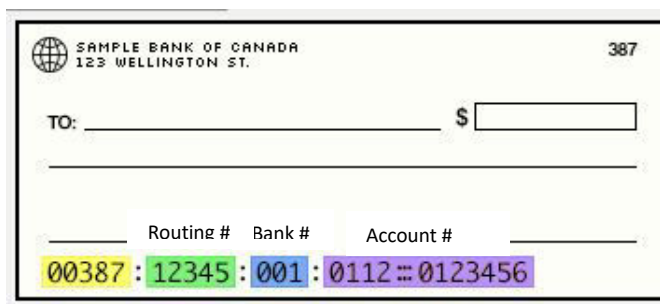 SAMPLE BANK OF CANADA 387
123 WELLINGTON ST.
TO: $
Routing # Bank # Account #
00387 : 12345 : 001 : 0112 ::: 0123456